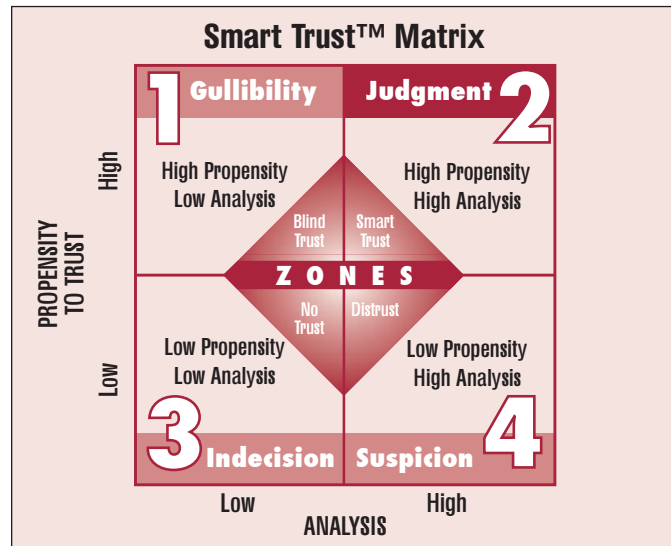 Smart Trust™ Matrix
1 Gullibility
Judgment 2
High Propensity
Low Analysis
High Propensity
High Analysis
Blind
Trust
Smart
Trust
ZONES
No
Trust
Distrust
Low Propensity
Low Analysis
Low Propensity
High Analysis
3 Indecision
Suspicion 4
PROPENSITY
TO TRUST
High
Low
Low
High
ANALYSIS